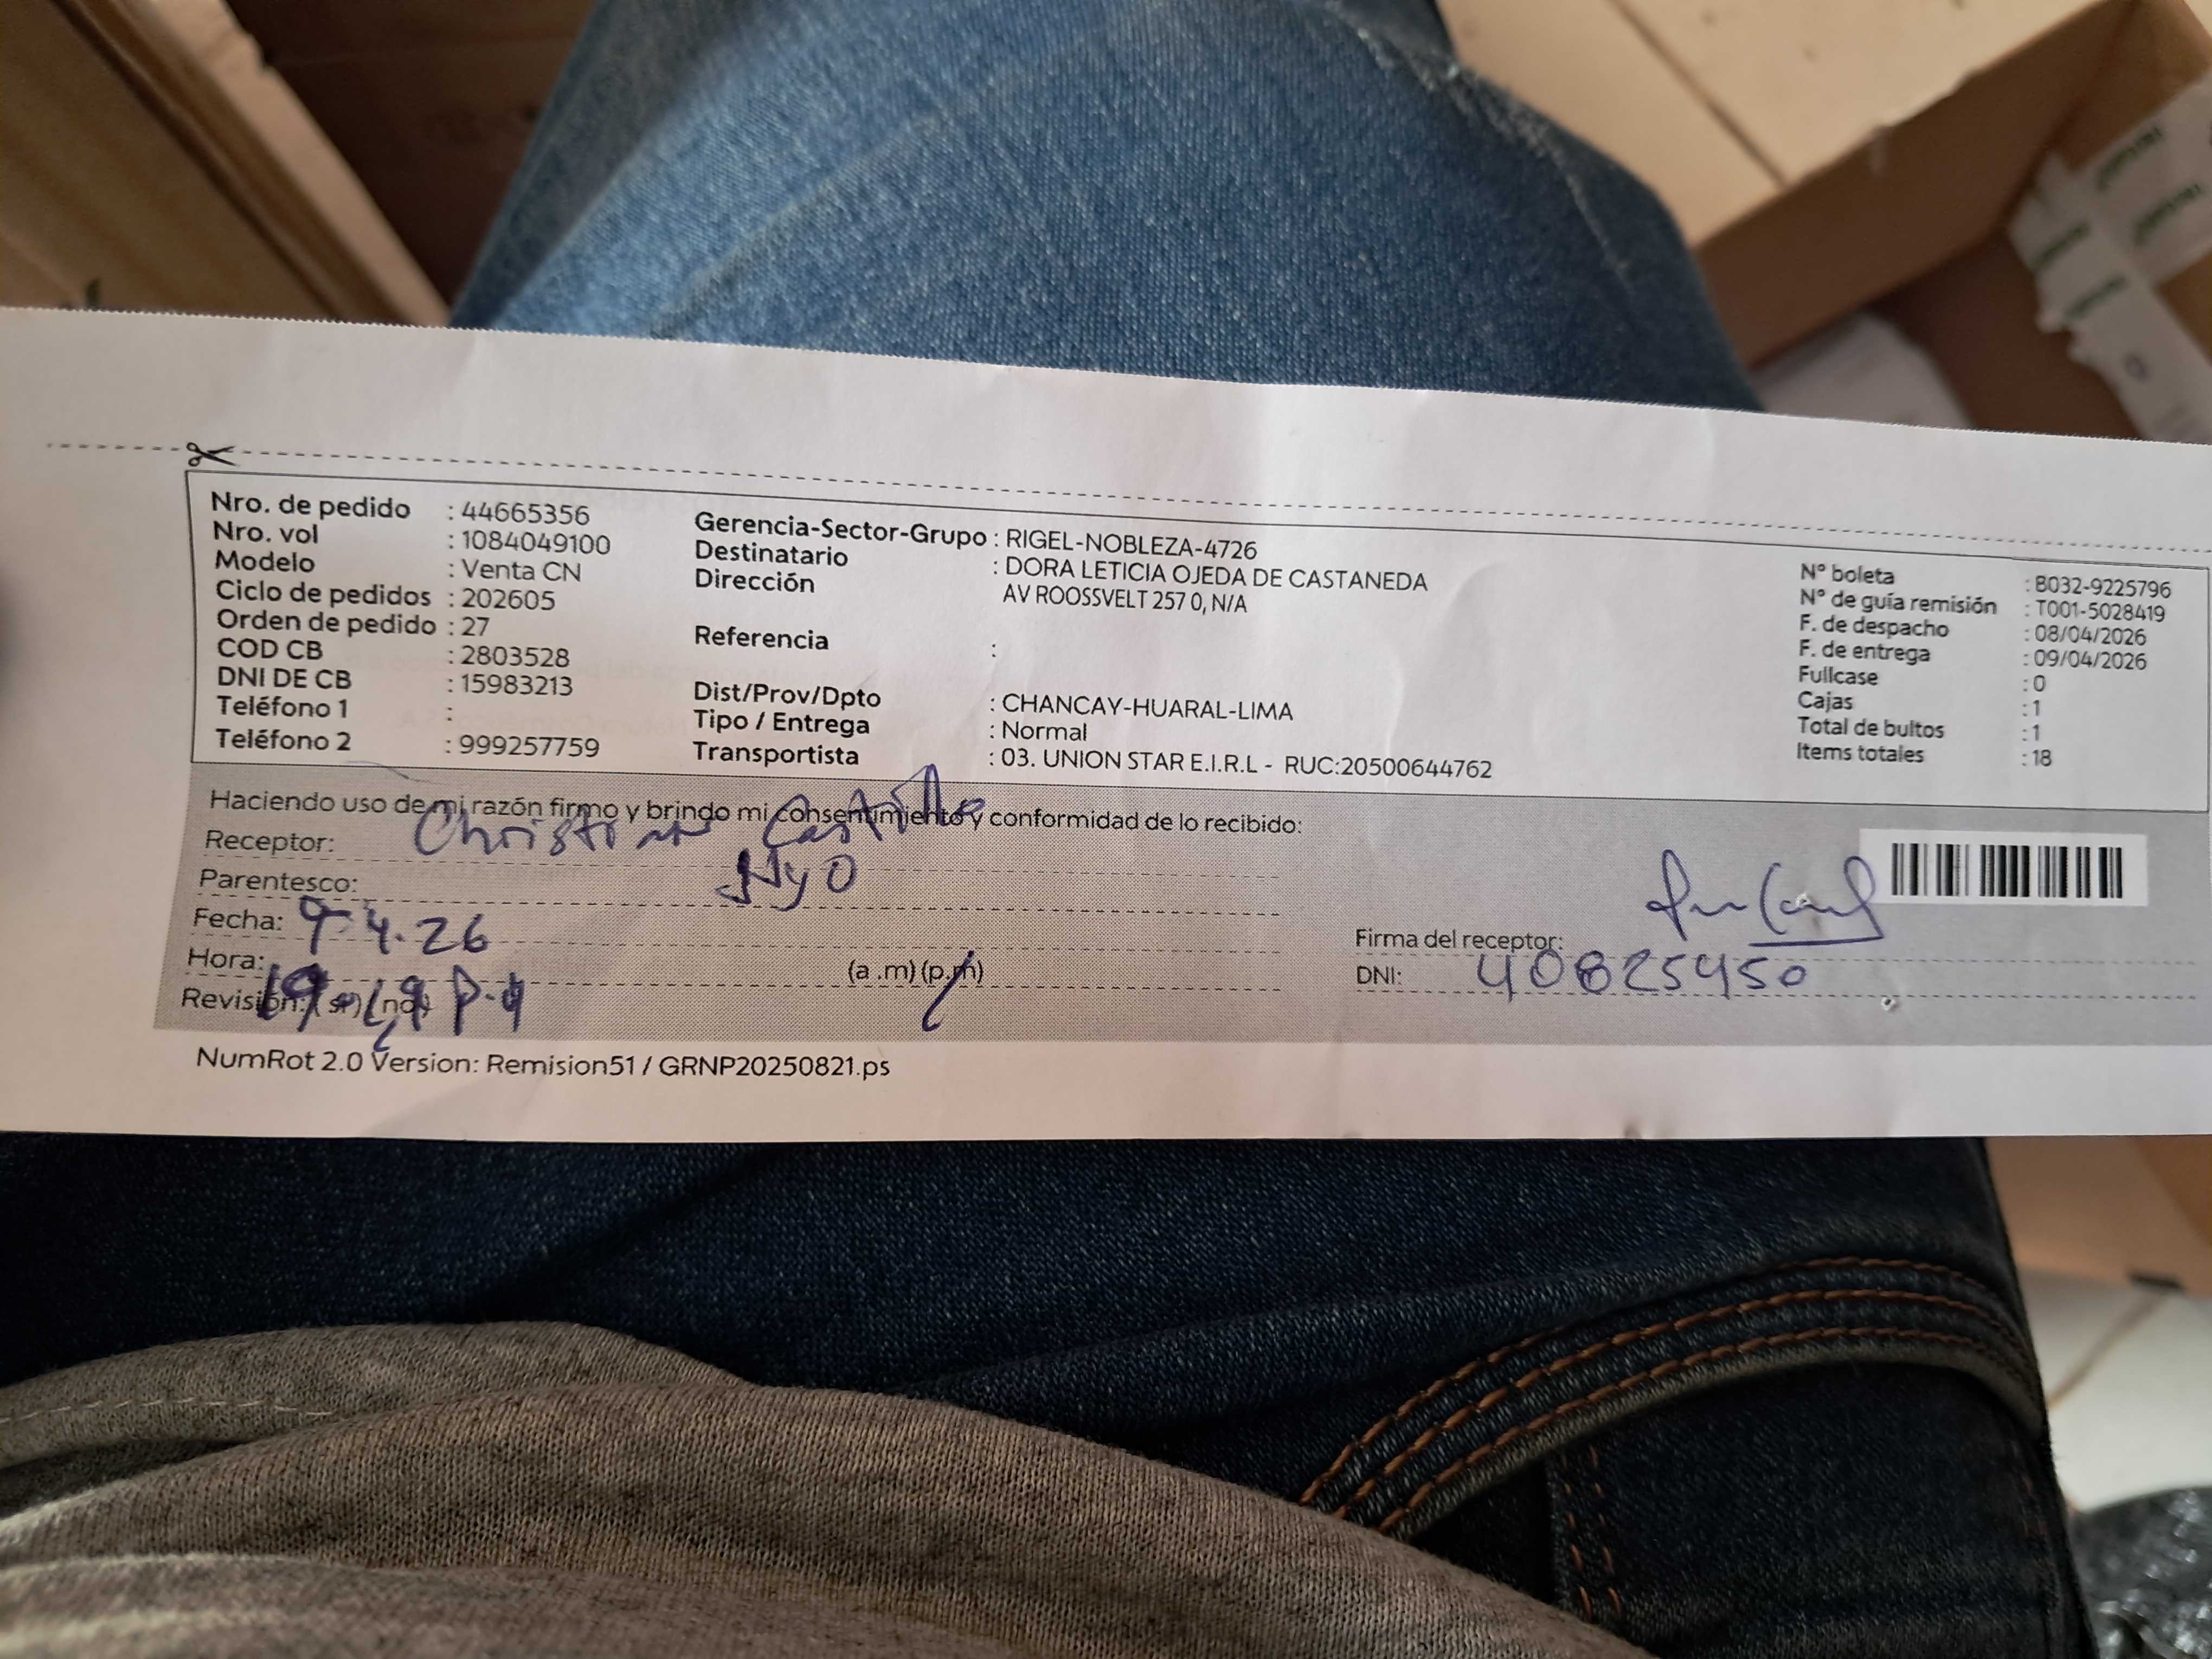 Nro. de pedido : 44665356
Nro. vol : 1084049100
Modelo : Venta CN
Ciclo de pedidos : 202605
Orden de pedido : 27
COD CB : 2803528
DNI DE CB : 15983213
Teléfono 1 :
Teléfono 2 : 999257759
Gerencia-Sector-Grupo : RIGEL-NOBLEZA-4726
Destinatario : DORA LETICIA OJEDA DE CASTANEDA
Dirección AV ROOSSVELT 257 0, N/A
Referencia :
Dist/Prov/Dpto : CHANCAY-HUARAL-LIMA
Tipo / Entrega : Normal
Transportista : 03. UNION STAR E.I.R.L - RUC:20500644762
N° boleta : B032-9225796
N° de guía remisión : T001-5028419
F. de despacho : 08/04/2026
F. de entrega : 09/04/2026
Fullcase : 0
Cajas : 1
Total de bultos : 1
Items totales : 18
Haciendo uso de mi razón firmo y brindo mi consentimiento y conformidad de lo recibido:
Receptor: Christian
Parentesco: Hijo
Fecha: 9-4.26
Hora: (a .m) (p.m)
Revisión: (si) (no)
Firma del receptor:
DNI: 40825450
NumRot 2.0 Version: Remision51 / GRNP20250821.ps